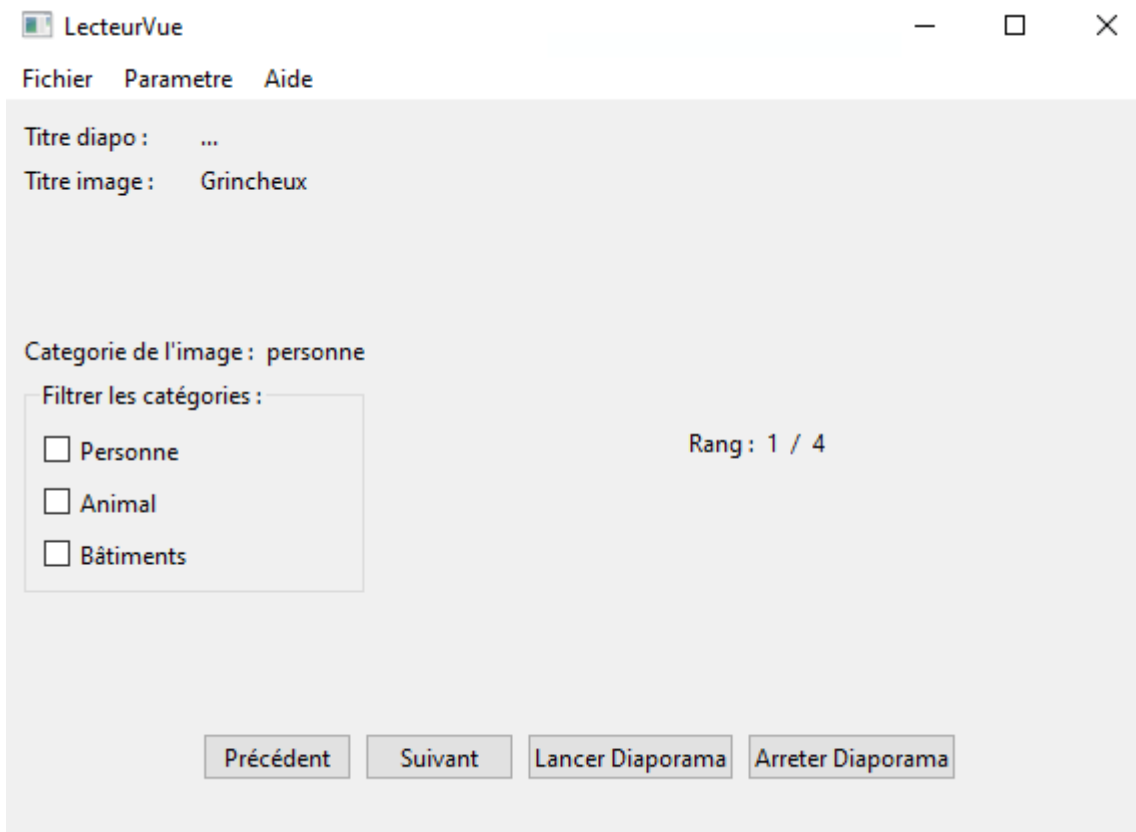 LecteurVue
Fichier Parametre Aide
Titre diapo : ...
Titre image : Grincheux
Categorie de l'image : personne
Filtrer les catégories :
Personne
Rang : 1 / 4
Animal
Bâtiments
Précédent Suivant Lancer Diaporama Arreter Diaporama